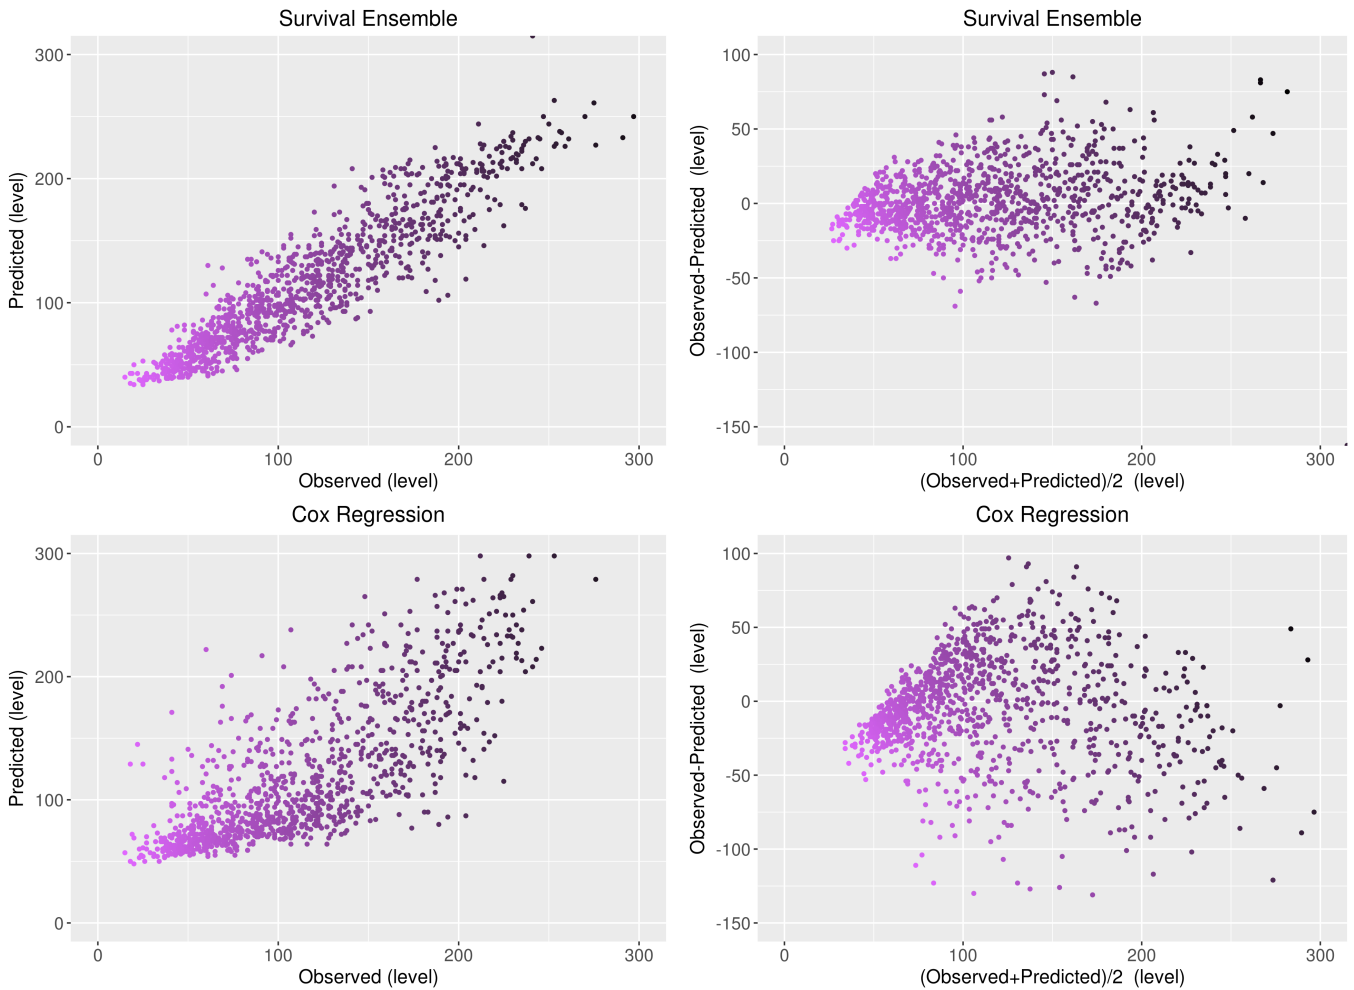 Survival Ensemble
300
200
100
0
0 100 200 300
Predicted (level)
Observed (level)
Survival Ensemble
100
50
0
-50
-100
-150
0 100 200 300
Observed-Predicted (level)
(Observed+Predicted)/2 (level)
Cox Regression
300
200
100
0
0 100 200 300
Predicted (level)
Observed (level)
Cox Regression
100
50
0
-50
-100
-150
0 100 200 300
Observed-Predicted (level)
(Observed+Predicted)/2 (level)